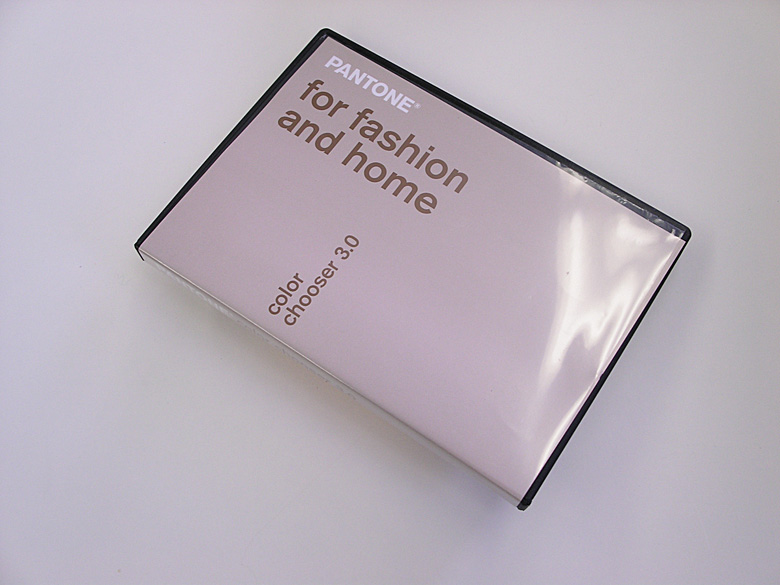 PANTONE®
for fashion
and home
color
chooser 3.0